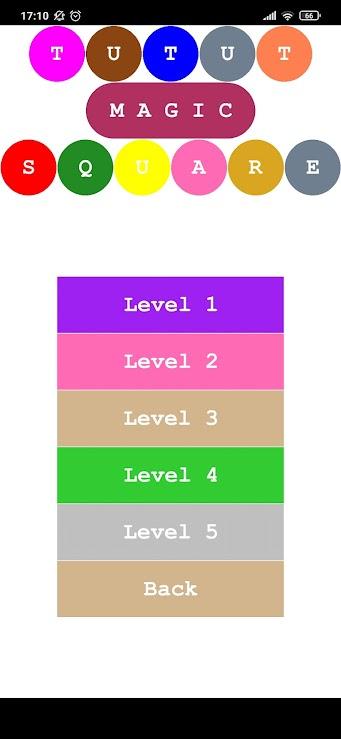 17:10 66
T U T U T
M A G I C
S Q U A R E
Level 1
Level 2
Level 3
Level 4
Level 5
Back